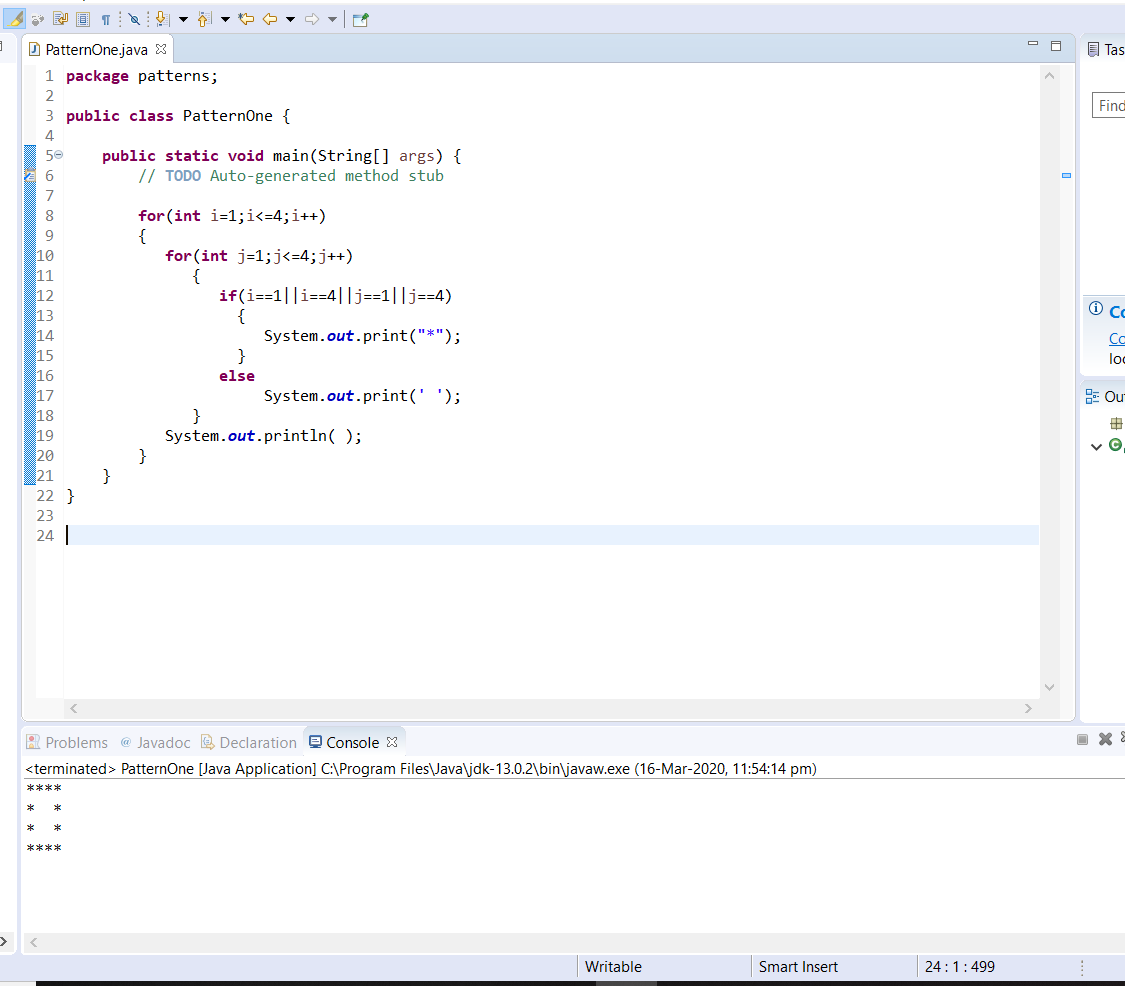 PatternOne.java
1 package patterns;
2
3 public class PatternOne {
4
5 public static void main(String[] args) {
6 // TODO Auto-generated method stub
7
8 for(int i=1;i<=4;i++)
9 {
10 for(int j=1;j<=4;j++)
11 {
12 if(i==1||i==4||j==1||j==4)
13 {
14 System.out.print("*");
15 }
16 else
17 System.out.print(' ');
18 }
19 System.out.println( );
20 }
21 }
22 }
23
24
Tas
Find
Co
Co
loc
Out
Problems @ Javadoc Declaration Console
<terminated> PatternOne [Java Application] C:\Program Files\Java\jdk-13.0.2\bin\javaw.exe (16-Mar-2020, 11:54:14 pm)
****
*  *
*  *
****
Writable Smart Insert 24 : 1 : 499